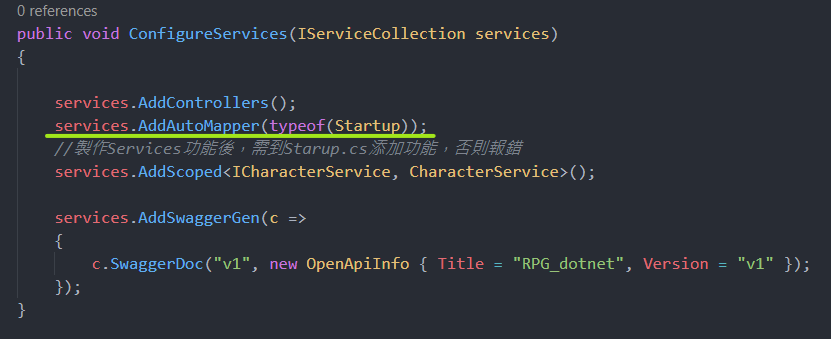 0 references
public void ConfigureServices(IServiceCollection services)
{
services.AddControllers();
services.AddAutoMapper(typeof(Startup));
//製作Services功能後，需到Starup.cs添加功能，否則報錯
services.AddScoped<ICharacterService, CharacterService>();
services.AddSwaggerGen(c =>
{
c.SwaggerDoc("v1", new OpenApiInfo { Title = "RPG_dotnet", Version = "v1" });
});
}